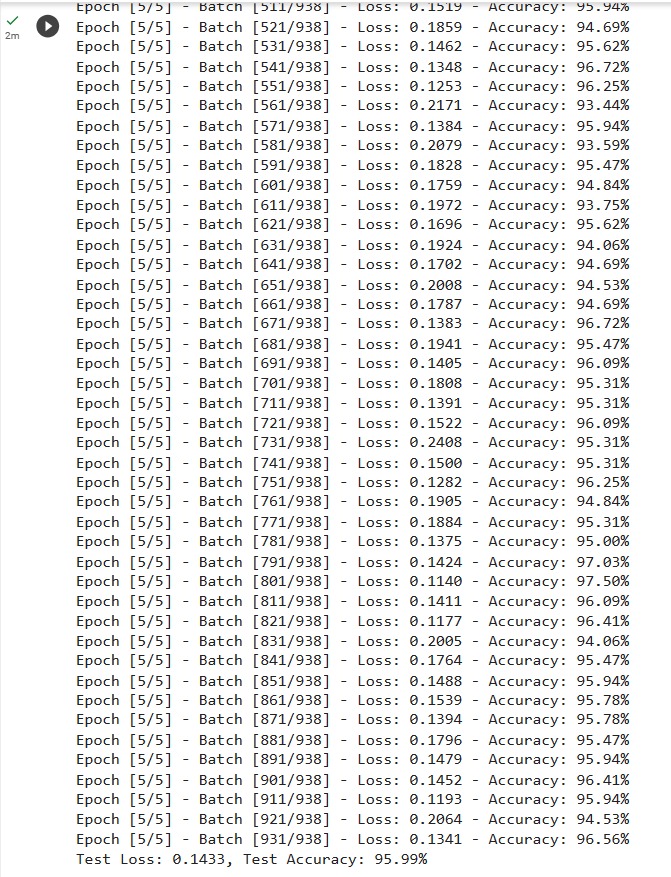 Epoch [5/5] - Batch [511/938] - Loss: 0.1519 - Accuracy: 95.94%
Epoch [5/5] - Batch [521/938] - Loss: 0.1859 - Accuracy: 94.69%
2m
Epoch [5/5] - Batch [531/938] - Loss: 0.1462 - Accuracy: 95.62%
Epoch [5/5] - Batch [541/938] - Loss: 0.1348 - Accuracy: 96.72%
Epoch [5/5] - Batch [551/938] - Loss: 0.1253 - Accuracy: 96.25%
Epoch [5/5] - Batch [561/938] - Loss: 0.2171 - Accuracy: 93.44%
Epoch [5/5] - Batch [571/938] - Loss: 0.1384 - Accuracy: 95.94%
Epoch [5/5] - Batch [581/938] - Loss: 0.2079 - Accuracy: 93.59%
Epoch [5/5] - Batch [591/938] - Loss: 0.1828 - Accuracy: 95.47%
Epoch [5/5] - Batch [601/938] - Loss: 0.1759 - Accuracy: 94.84%
Epoch [5/5] - Batch [611/938] - Loss: 0.1972 - Accuracy: 93.75%
Epoch [5/5] - Batch [621/938] - Loss: 0.1696 - Accuracy: 95.62%
Epoch [5/5] - Batch [631/938] - Loss: 0.1924 - Accuracy: 94.06%
Epoch [5/5] - Batch [641/938] - Loss: 0.1702 - Accuracy: 94.69%
Epoch [5/5] - Batch [651/938] - Loss: 0.2008 - Accuracy: 94.53%
Epoch [5/5] - Batch [661/938] - Loss: 0.1787 - Accuracy: 94.69%
Epoch [5/5] - Batch [671/938] - Loss: 0.1383 - Accuracy: 96.72%
Epoch [5/5] - Batch [681/938] - Loss: 0.1941 - Accuracy: 95.47%
Epoch [5/5] - Batch [691/938] - Loss: 0.1405 - Accuracy: 96.09%
Epoch [5/5] - Batch [701/938] - Loss: 0.1808 - Accuracy: 95.31%
Epoch [5/5] - Batch [711/938] - Loss: 0.1391 - Accuracy: 95.31%
Epoch [5/5] - Batch [721/938] - Loss: 0.1522 - Accuracy: 96.09%
Epoch [5/5] - Batch [731/938] - Loss: 0.2408 - Accuracy: 95.31%
Epoch [5/5] - Batch [741/938] - Loss: 0.1500 - Accuracy: 95.31%
Epoch [5/5] - Batch [751/938] - Loss: 0.1282 - Accuracy: 96.25%
Epoch [5/5] - Batch [761/938] - Loss: 0.1905 - Accuracy: 94.84%
Epoch [5/5] - Batch [771/938] - Loss: 0.1884 - Accuracy: 95.31%
Epoch [5/5] - Batch [781/938] - Loss: 0.1375 - Accuracy: 95.00%
Epoch [5/5] - Batch [791/938] - Loss: 0.1424 - Accuracy: 97.03%
Epoch [5/5] - Batch [801/938] - Loss: 0.1140 - Accuracy: 97.50%
Epoch [5/5] - Batch [811/938] - Loss: 0.1411 - Accuracy: 96.09%
Epoch [5/5] - Batch [821/938] - Loss: 0.1177 - Accuracy: 96.41%
Epoch [5/5] - Batch [831/938] - Loss: 0.2005 - Accuracy: 94.06%
Epoch [5/5] - Batch [841/938] - Loss: 0.1764 - Accuracy: 95.47%
Epoch [5/5] - Batch [851/938] - Loss: 0.1488 - Accuracy: 95.94%
Epoch [5/5] - Batch [861/938] - Loss: 0.1539 - Accuracy: 95.78%
Epoch [5/5] - Batch [871/938] - Loss: 0.1394 - Accuracy: 95.78%
Epoch [5/5] - Batch [881/938] - Loss: 0.1796 - Accuracy: 95.47%
Epoch [5/5] - Batch [891/938] - Loss: 0.1479 - Accuracy: 95.94%
Epoch [5/5] - Batch [901/938] - Loss: 0.1452 - Accuracy: 96.41%
Epoch [5/5] - Batch [911/938] - Loss: 0.1193 - Accuracy: 95.94%
Epoch [5/5] - Batch [921/938] - Loss: 0.2064 - Accuracy: 94.53%
Epoch [5/5] - Batch [931/938] - Loss: 0.1341 - Accuracy: 96.56%
Test Loss: 0.1433, Test Accuracy: 95.99%